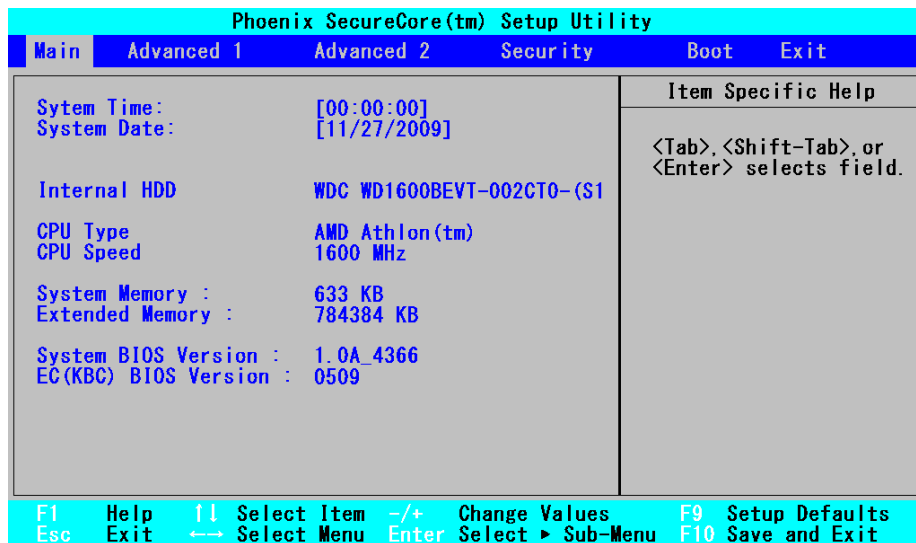 Phoenix SecureCore(tm) Setup Utility
Main Advanced 1 Advanced 2 Security Boot Exit
Item Specific Help
Sytem Time: [00:00:00]
System Date: [11/27/2009]
<Tab>,<Shift-Tab>,or
<Enter> selects field.
Internal HDD WDC WD1600BEVT-002CT0-(S1
CPU Type AMD Athlon(tm)
CPU Speed 1600 MHz
System Memory : 633 KB
Extended Memory : 784384 KB
System BIOS Version : 1.0A_4366
EC(KBC) BIOS Version : 0509
F1 Help ↑↓ Select Item -/+ Change Values F9 Setup Defaults
Esc Exit ←→ Select Menu Enter Select ► Sub-Menu F10 Save and Exit